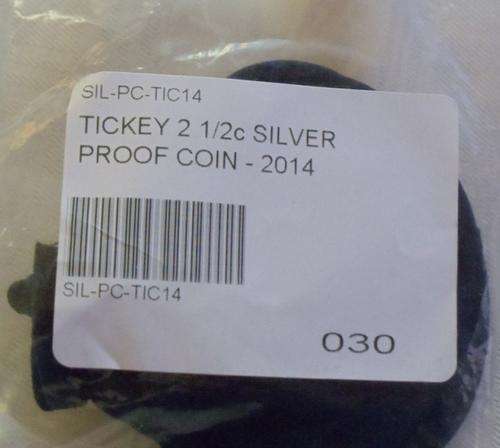 SIL-PC-TIC14
TICKEY 2 1/2c SILVER
PROOF COIN - 2014
SIL-PC-TIC14
030